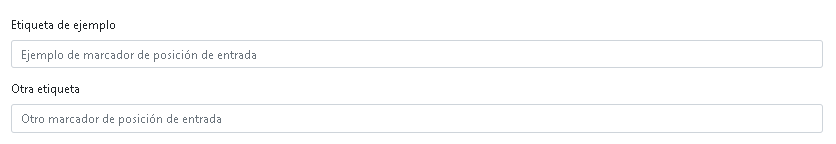 Etiqueta de ejemplo
Ejemplo de marcador de posición de entrada
Otra etiqueta
Otro marcador de posición de entrada